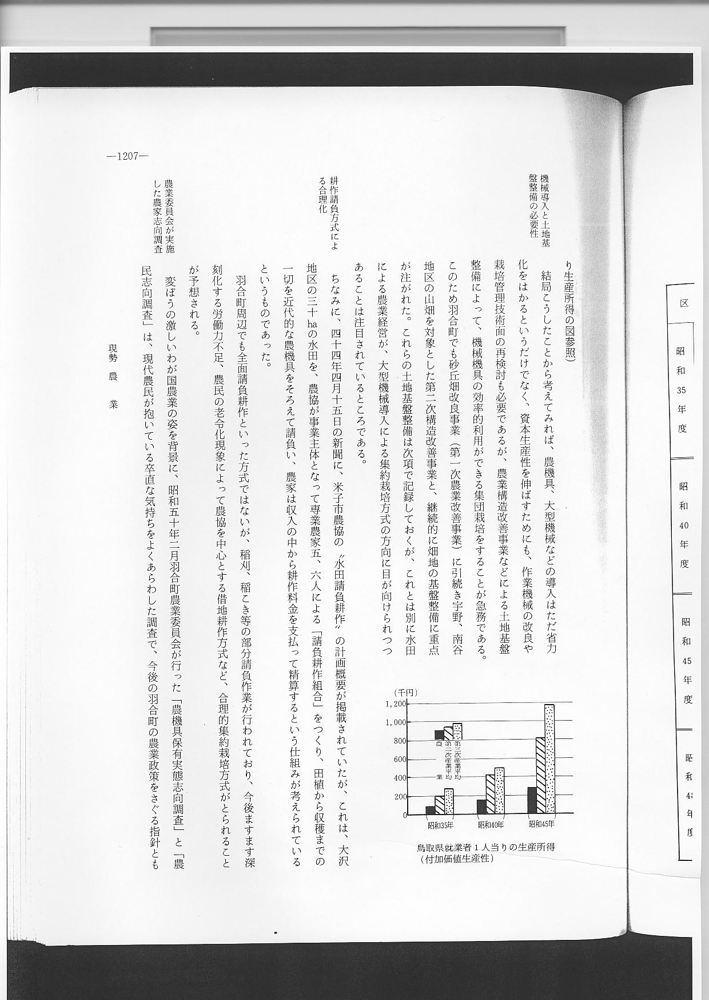 り生産所得の図参照）
機械導入と土地基
盤整備の必要性
結局こうしたことから考えてみれば、農機具、大型機械などの導入はただ省力
化をはかるというだけでなく、資本生産性を伸ばすためにも、作業機械の改良や
栽培管理技術面の再検討も必要であるが、農業構造改善事業などによる土地基盤
整備によって、機械機具の効率的利用ができる集団栽培をすることが急務である。
このため羽合町でも砂丘畑改良事業（第一次農業改善事業）に引続き宇野、南谷
地区の山畑を対象とした第二次構造改善事業と、継続的に畑地の基盤整備に重点
が注がれた。これらの土地基盤整備は次項で記録しておくが、これとは別に水田
による農業経営が、大型機械導入による集約栽培方式の方向に目が向けられつつ
あることは注目されているところである。
（千円）
1,200
1,000
800
600
400
200
0
農　業
第二次産業平均
第三次産業平均
昭和35年
昭和40年
昭和45年
鳥取県就業者1人当りの生産所得
（付加価値生産性）
耕作請負方式によ
る合理化
ちなみに、四十四年四月十五日の新聞に、米子市農協の〝水田請負耕作〟の計画概要が掲載されていたが、これは、大沢
地区の三十haの水田を、農協が事業主体となって専業農家五、六人による「請負耕作組合」をつくり、田植から収穫までの
一切を近代的な農機具をそろえて請負い、農家は収入の中から耕作料金を支払って精算するという仕組みが考えられている
というものであった。
羽合町周辺でも全面請負耕作といった方式ではないが、稲刈、稲こき等の部分請負作業が行われており、今後ますます深
刻化する労働力不足、農民の老令化現象によって農協を中心とする借地耕作方式など、合理的集約栽培方式がとられること
が予想される。
農業委員会が実施
した農家志向調査
変ぼうの激しいわが国農業の姿を背景に、昭和五十年二月羽合町農業委員会が行った「農機具保有実態志向調査」と「農
民志向調査」は、現代農民が抱いている卒直な気持ちをよくあらわした調査で、今後の羽合町の農業政策をさぐる指針とも
現勢　農　業
―1207―
区
昭和35年度
昭和40年度
昭和45年度